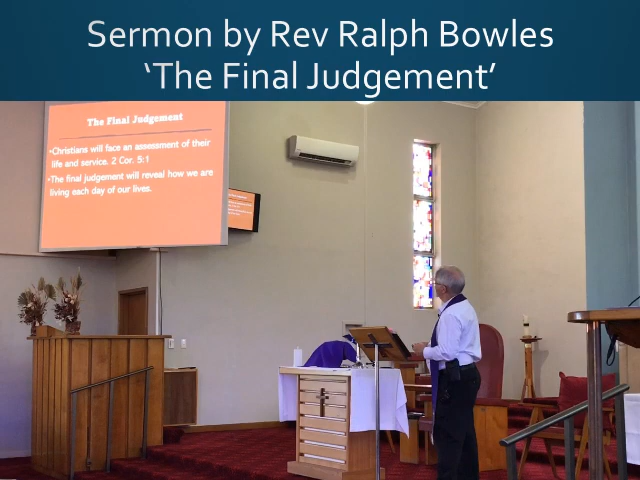 Sermon by Rev Ralph Bowles
‘The Final Judgement’
The Final Judgement
•Christians will face an assessment of their
life and service. 2 Cor. 5:1
•The final judgement will reveal how we are
living each day of our lives.